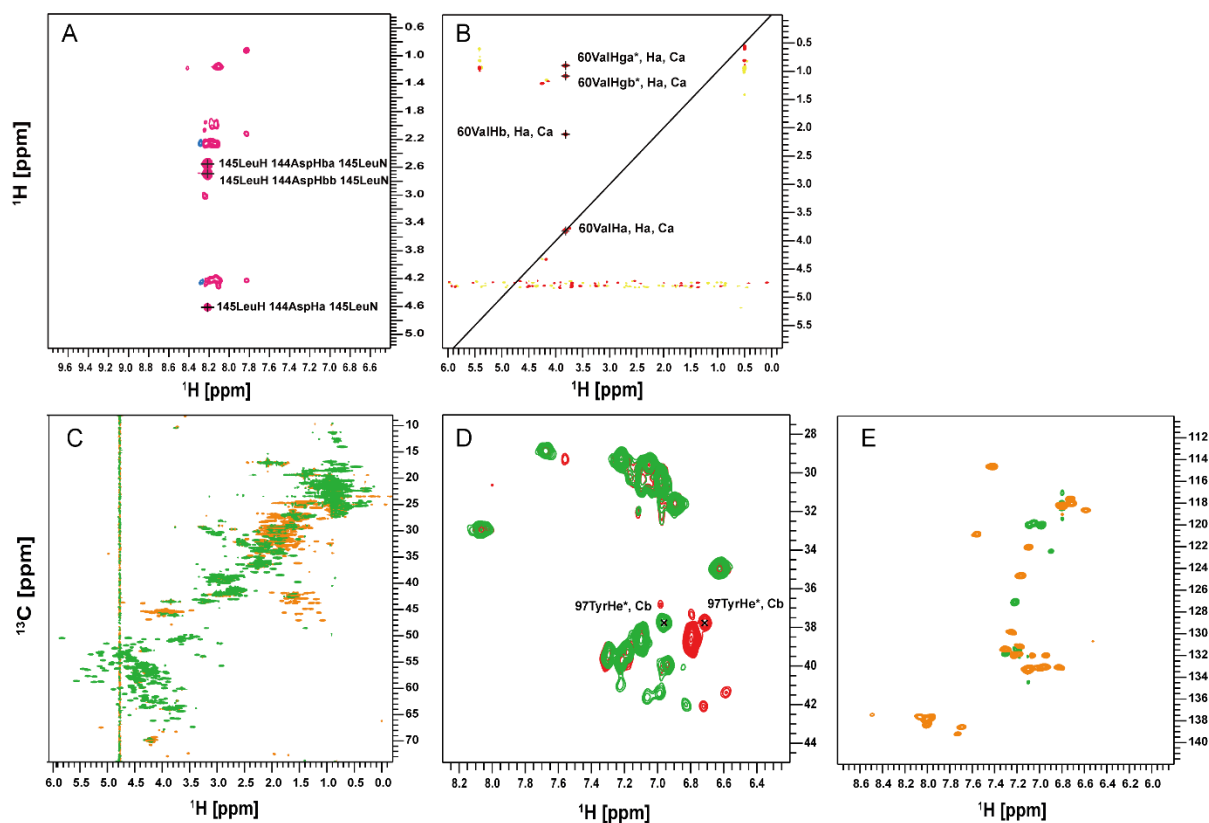 A
0.6
1.0
1.4
1.8
2.2
2.6
3.0
3.4
3.8
4.2
4.6
5.0
145LeuH 144AspHba 145LeuN
145LeuH 144AspHbb 145LeuN
145LeuH 144AspHa 145LeuN
9.6 9.4 9.2 9.0 8.8 8.6 8.4 8.2 8.0 7.8 7.6 7.4 7.2 7.0 6.8 6.6
¹H [ppm]
¹H [ppm]
B
60ValHga*, Ha, Ca
60ValHgb*, Ha, Ca
60ValHb, Ha, Ca
60ValHa, Ha, Ca
0.5
1.0
1.5
2.0
2.5
3.0
3.5
4.0
4.5
5.0
5.5
6.0 5.5 5.0 4.5 4.0 3.5 3.0 2.5 2.0 1.5 1.0 0.5 0.0
¹H [ppm]
C
10
15
20
25
30
35
40
45
50
55
60
65
70
6.0 5.0 4.0 3.0 2.0 1.0 0.0
¹H [ppm]
¹³C [ppm]
D
97TyrHe*, Cb
97TyrHe*, Cb
28
30
32
34
36
38
40
42
44
8.2 8.0 7.8 7.6 7.4 7.2 7.0 6.8 6.6 6.4
¹H [ppm]
E
112
114
116
118
120
122
124
126
128
130
132
134
136
138
140
8.8 8.6 8.4 8.2 8.0 7.8 7.6 7.4 7.2 7.0 6.8 6.6 6.4 6.2 6.0
¹H [ppm]